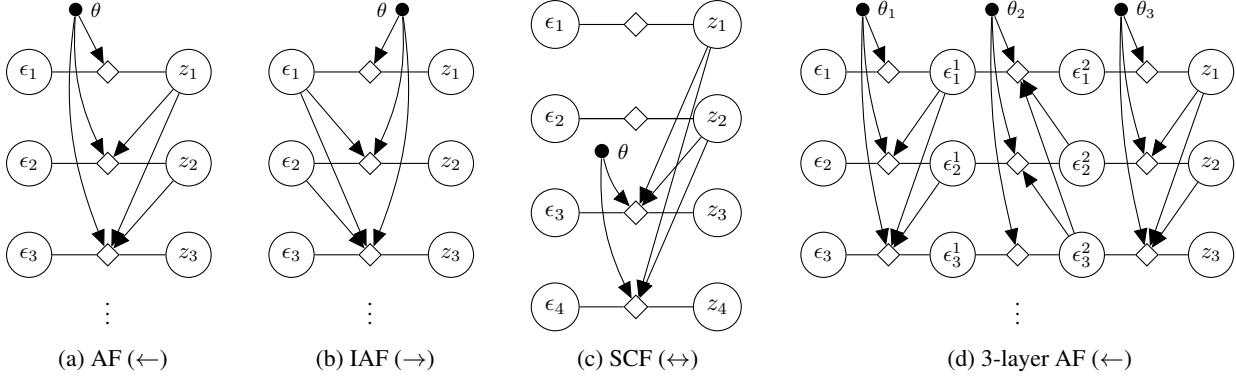 θ θ ϵ₁ z₁ θ₁ θ₂ θ₃
ϵ₁ z₁ ϵ₁ z₁ ϵ₁ ϵ₁¹ ϵ₁² z₁
ϵ₂ z₂
ϵ₂ z₂ ϵ₂ z₂ θ ϵ₂ ϵ₂¹ ϵ₂² z₂
ϵ₃ z₃
ϵ₃ z₃ ϵ₃ z₃ ϵ₃ ϵ₃¹ ϵ₃² z₃
ϵ₄ z₄
⋮ ⋮ ⋮
(a) AF (←) (b) IAF (→) (c) SCF (↔) (d) 3-layer AF (←)